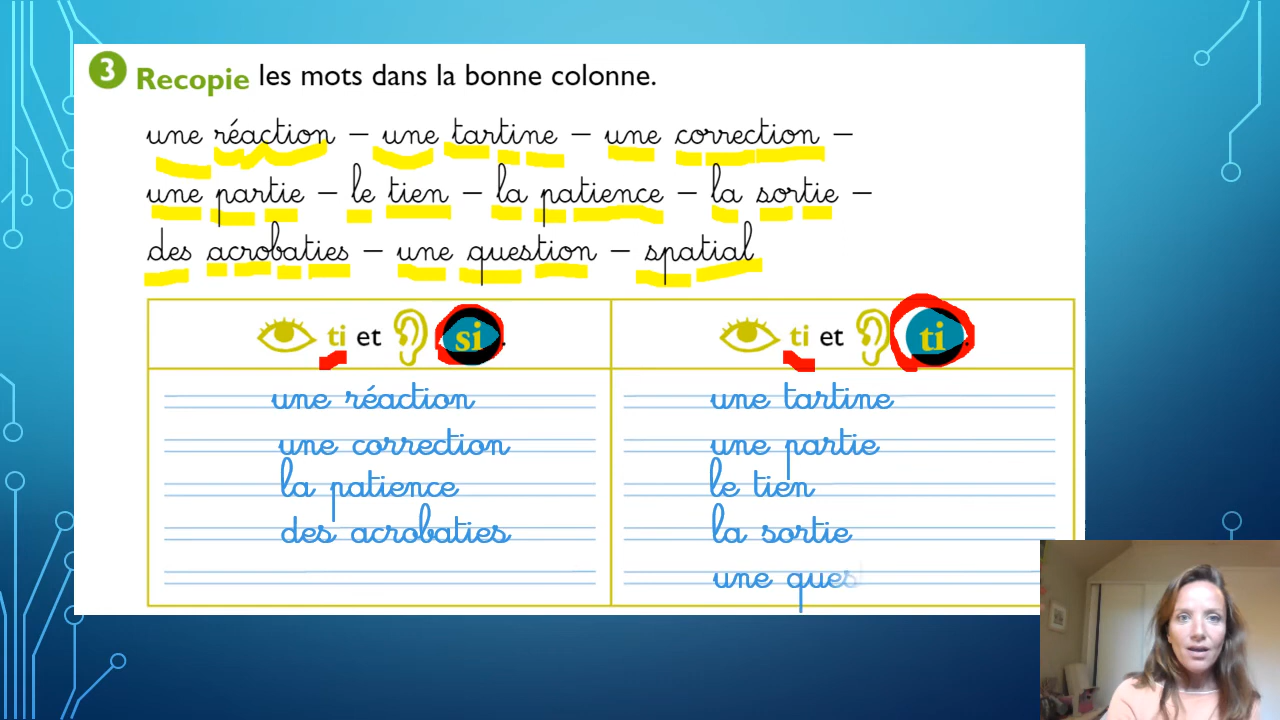 3 Recopie les mots dans la bonne colonne.
une réaction – une tartine – une correction –
une partie – le tien – la patience – la sortie –
des acrobaties – une question – spatial
ti et si.
ti et ti.
une réaction
une correction
la patience
des acrobaties
une tartine
une partie
le tien
la sortie
une ques